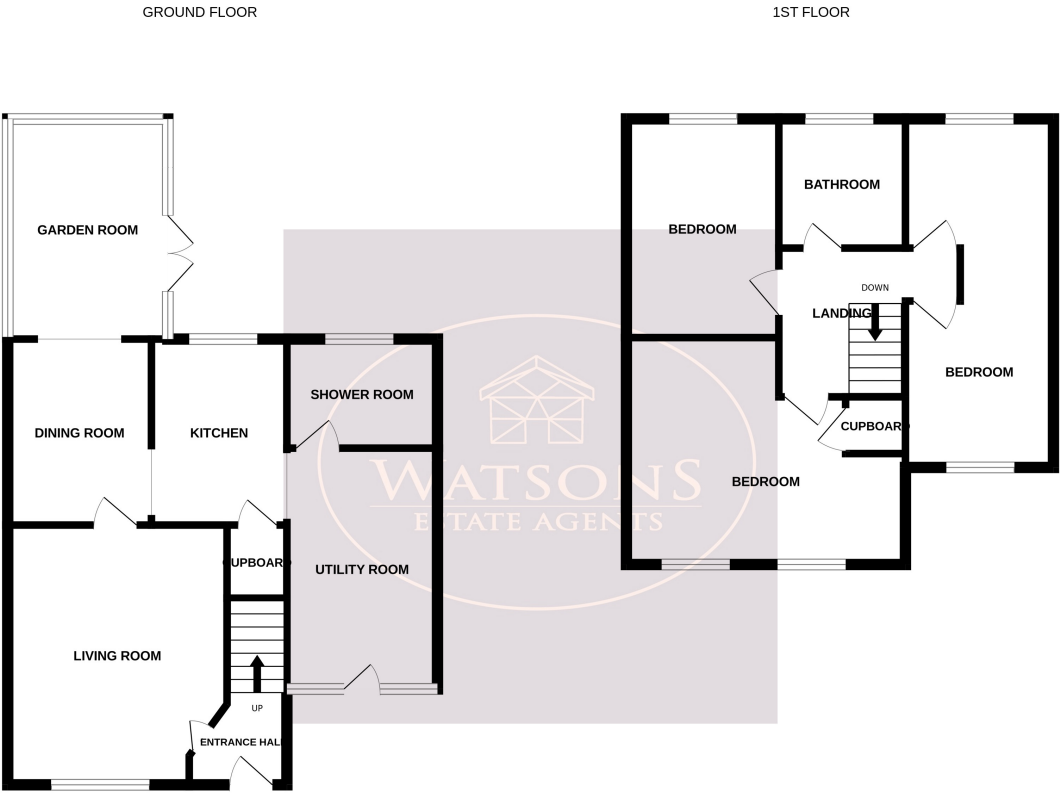 GROUND FLOOR
1ST FLOOR
GARDEN ROOM
DINING ROOM
KITCHEN
SHOWER ROOM
CUPBOARD
UTILITY ROOM
LIVING ROOM
UP
ENTRANCE HALL
BEDROOM
BATHROOM
DOWN
LANDING
BEDROOM
CUPBOARD
BEDROOM
WATSONS
ESTATE AGENTS